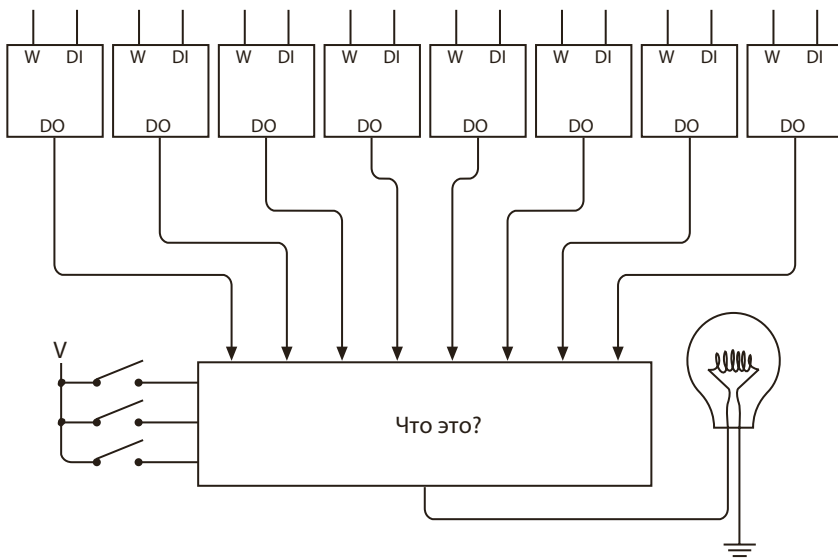 W DI W DI W DI W DI W DI W DI W DI W DI
DO DO DO DO DO DO DO DO
V
Что это?